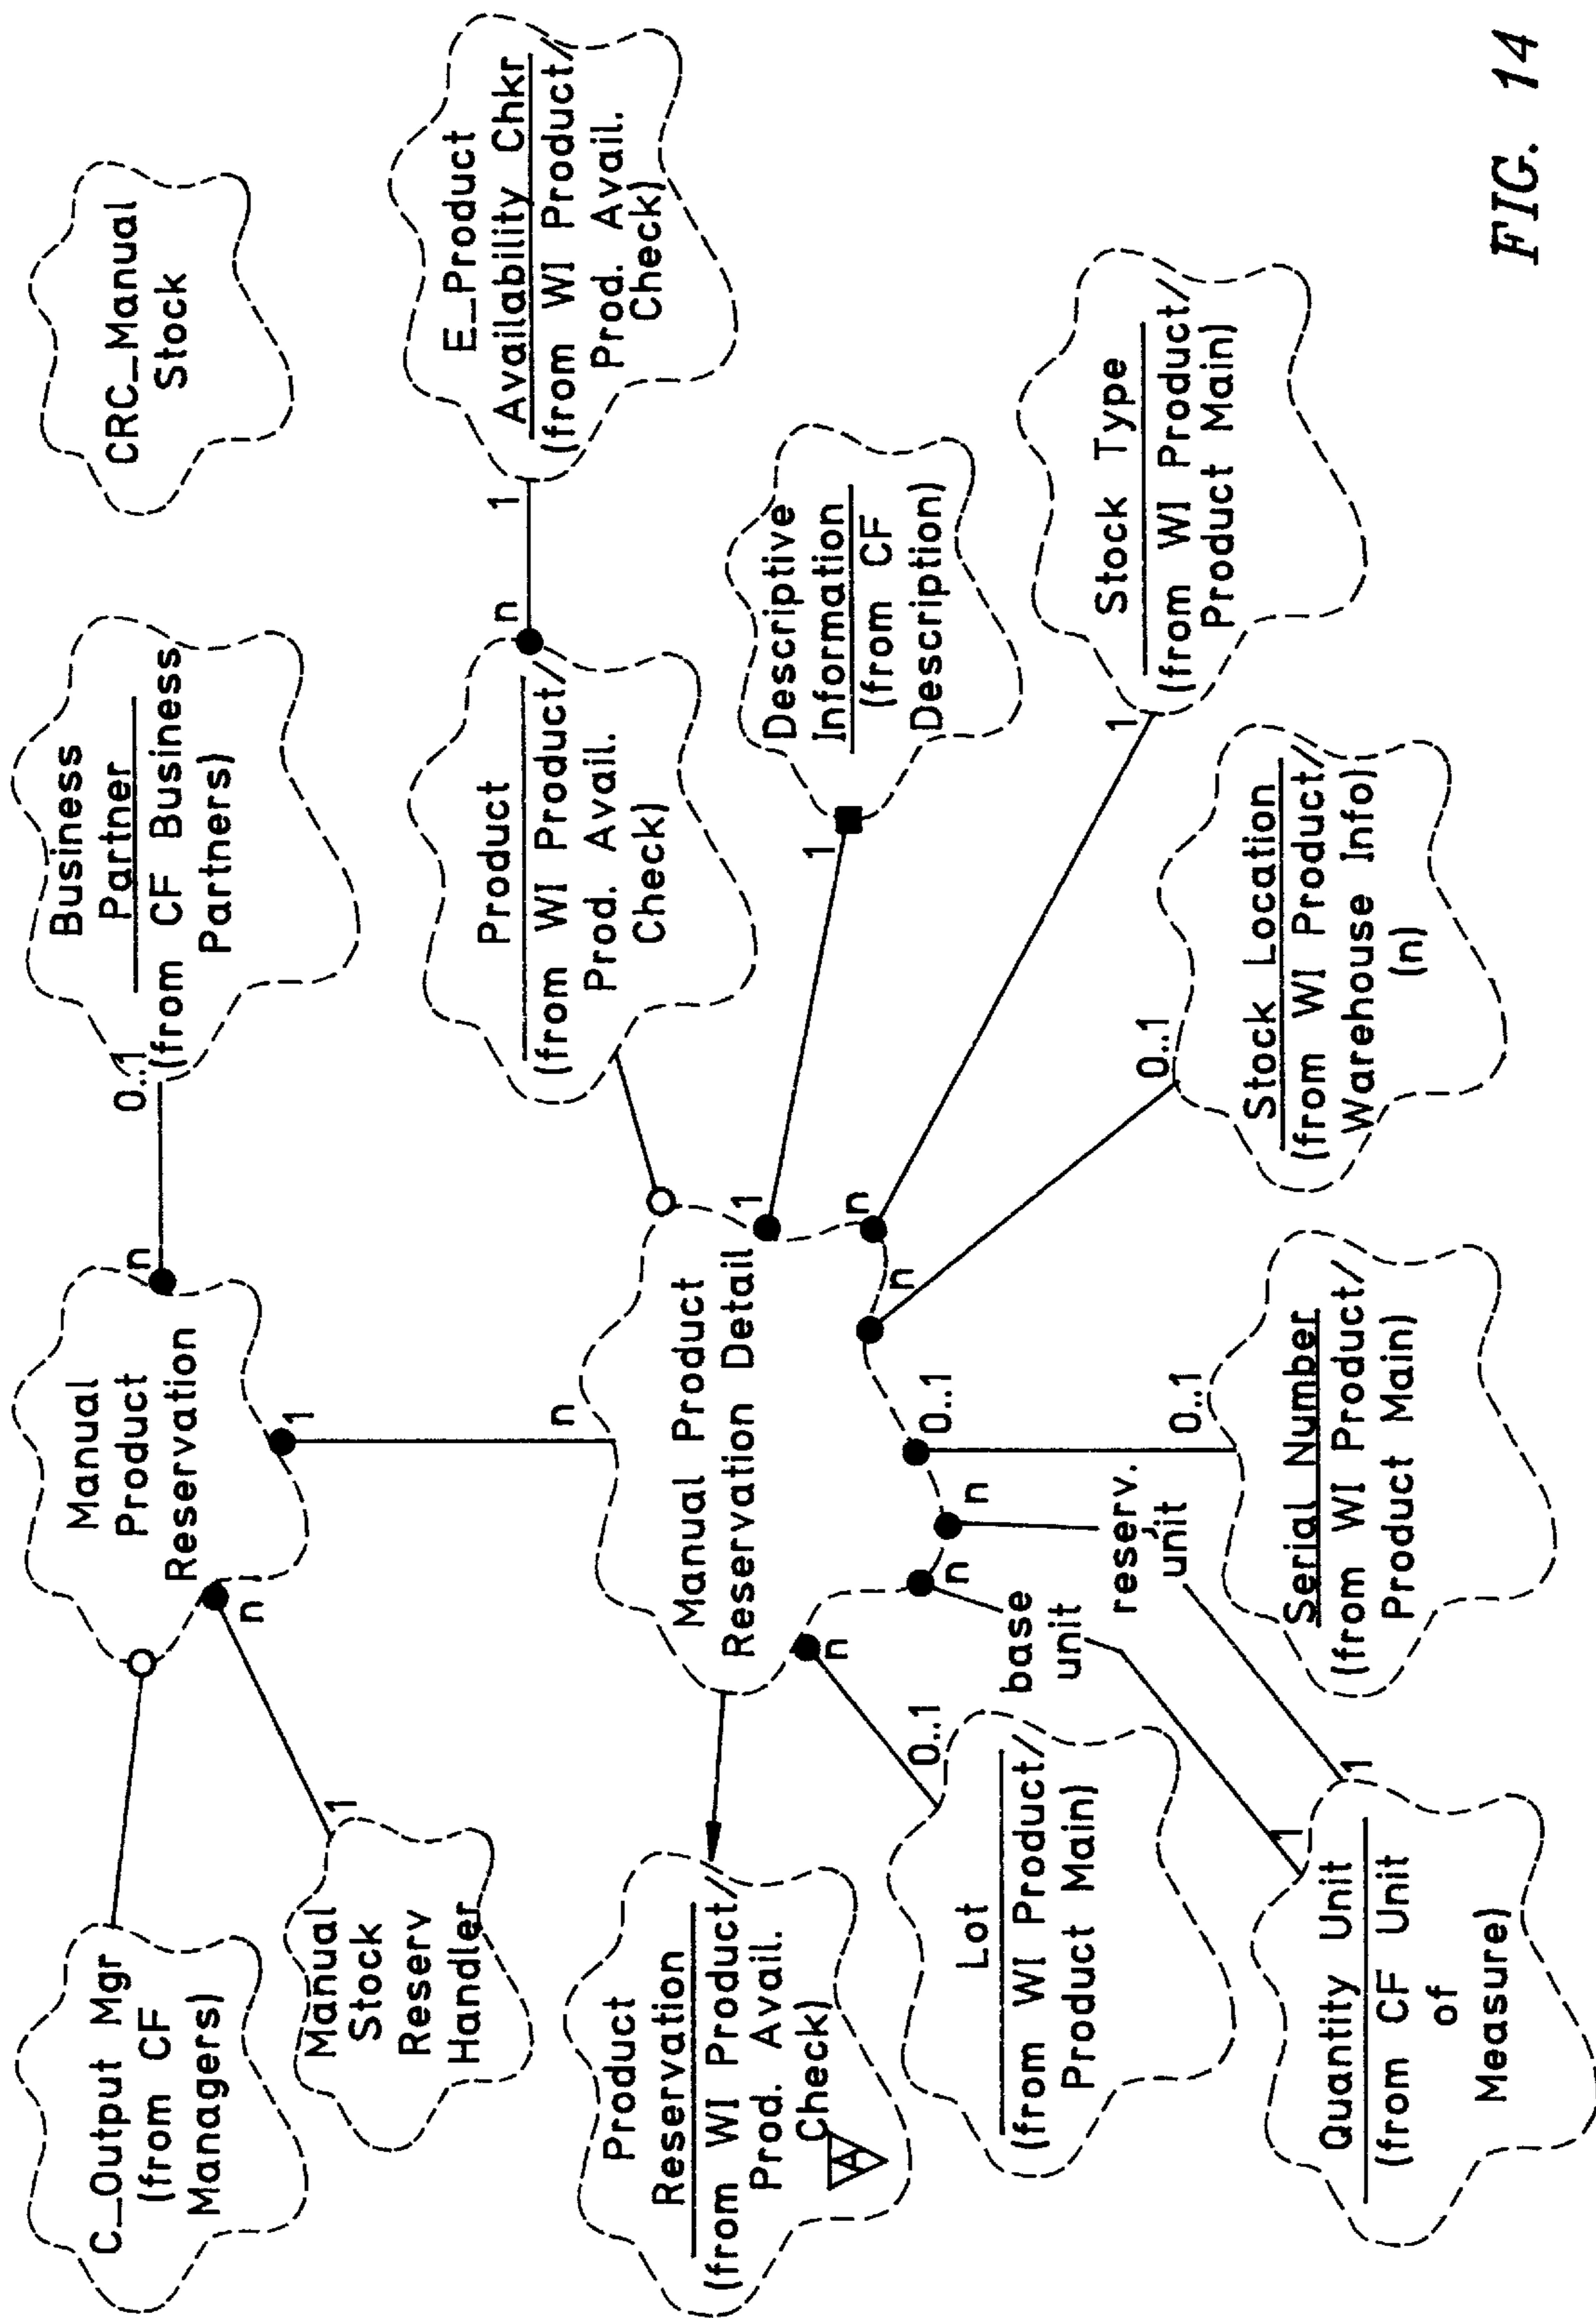 C_Output Mgr
(from CF
Managers)
Manual
Stock
Reserv
Handler
n
1
Manual
Product
Reservation
n
0..1
Business
Partner
(from CF Business
Partners)
CRC_Manual
Stock
1
n
Product
Reservation
(from WI Product/
Prod. Avail.
Check)
A
Manual Product
Reservation Detail
Product
(from WI Product/
Prod. Avail.
Check)
n
1
E_Product
Availability Chkr
(from WI Product/
Prod. Avail.
Check)
1
1
Descriptive
Information
(from CF
Description)
n
1
Stock Type
(from WI Product/
Product Main)
n
0..1
Stock Location
(from WI Product/
Warehouse Info)
(n)
0..1
0..1
Serial Number
(from WI Product/
Product Main)
n
reserv.
unit
1
n
base
unit
1
n
0..1
Lot
(from WI Product/
Product Main)
Quantity Unit
(from CF Unit
of
Measure)
FIG. 14